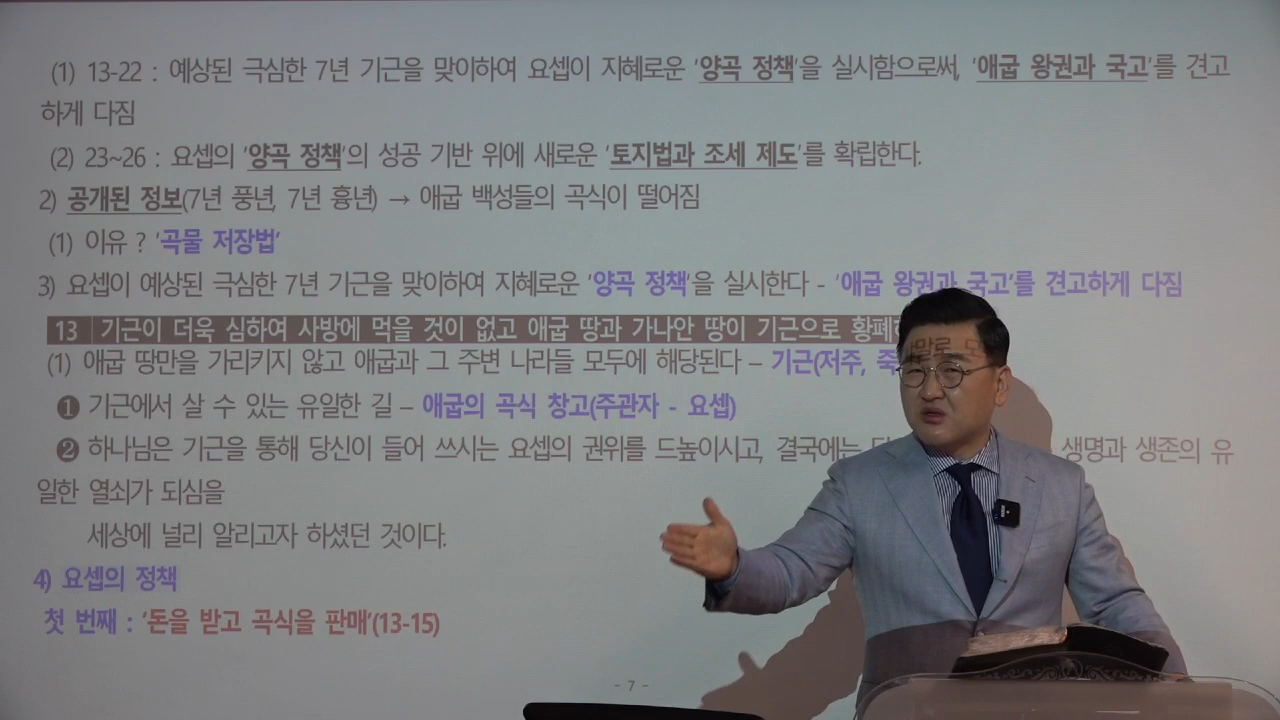 (1) 13-22 : 예상된 극심한 7년 기근을 맞이하여 요셉이 지혜로운 '양곡 정책'을 실시함으로써, '애굽 왕권과 국고'를 견고
하게 다짐
(2) 23~26 : 요셉의 '양곡 정책'의 성공 기반 위에 새로운 '토지법과 조세 제도'를 확립한다.
2) 공개된 정보(7년 풍년, 7년 흉년) → 애굽 백성들의 곡식이 떨어짐
(1) 이유 ? '곡물 저장법'
3) 요셉이 예상된 극심한 7년 기근을 맞이하여 지혜로운 '양곡 정책'을 실시한다 - '애굽 왕권과 국고'를 견고하게 다짐
13 기근이 더욱 심하여 사방에 먹을 것이 없고 애굽 땅과 가나안 땅이 기근으로
(1) 애굽 땅만을 가리키지 않고 애굽과 그 주변 나라들 모두에 해당된다 – 기근(저주,
❶ 기근에서 살 수 있는 유일한 길 – 애굽의 곡식 창고(주관자 - 요셉)
❷ 하나님은 기근을 통해 당신이 들어 쓰시는 요셉의 권위를 드높이시고, 결국에는 생명과 생존의 유
일한 열쇠가 되심을
세상에 널리 알리고자 하셨던 것이다.
4) 요셉의 정책
첫 번째 : '돈을 받고 곡식을 판매'(13-15)
- 7 -